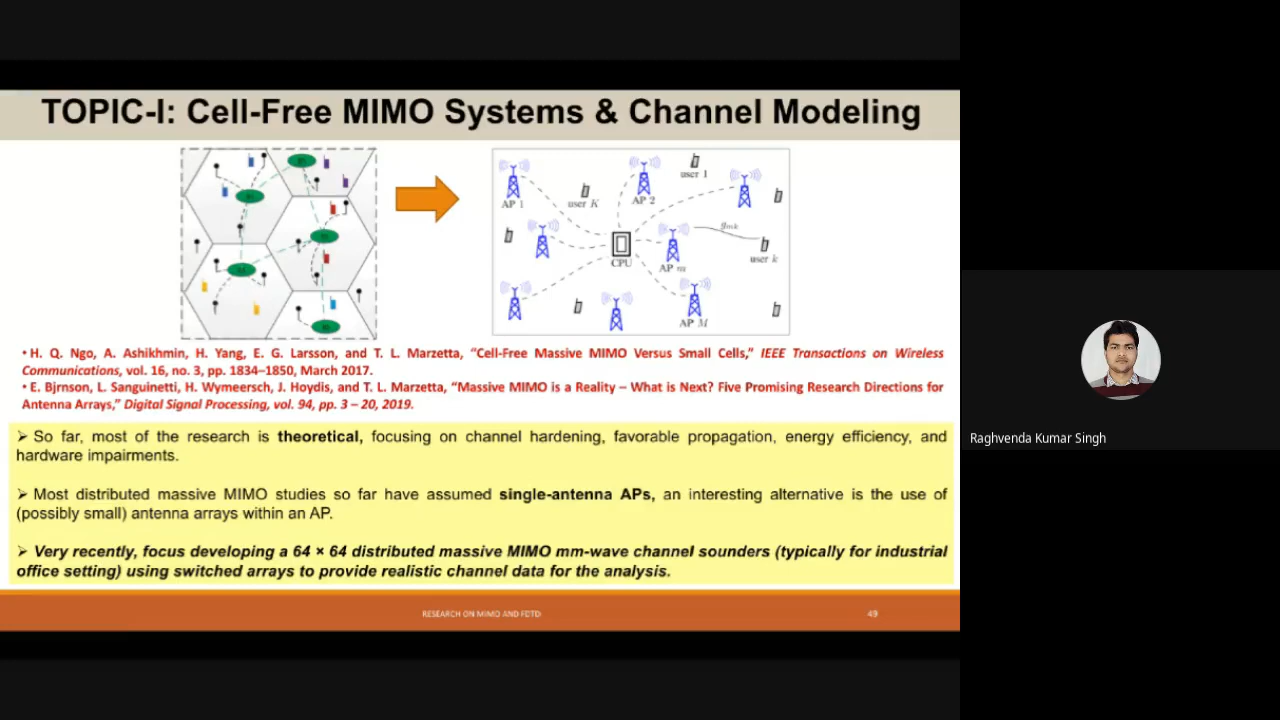 TOPIC-I: Cell-Free MIMO Systems & Channel Modeling
AP 1
user K
AP 2
user 1
CPU
AP m
gmk
user k
AP M
• H. Q. Ngo, A. Ashikhmin, H. Yang, E. G. Larsson, and T. L. Marzetta, “Cell-Free Massive MIMO Versus Small Cells,” IEEE Transactions on Wireless
Communications, vol. 16, no. 3, pp. 1834–1850, March 2017.
• E. Bjrnson, L. Sanguinetti, H. Wymeersch, J. Hoydis, and T. L. Marzetta, “Massive MIMO is a Reality – What is Next? Five Promising Research Directions for
Antenna Arrays,” Digital Signal Processing, vol. 94, pp. 3 – 20, 2019.
➢ So far, most of the research is theoretical, focusing on channel hardening, favorable propagation, energy efficiency, and
hardware impairments.
➢ Most distributed massive MIMO studies so far have assumed single-antenna APs, an interesting alternative is the use of
(possibly small) antenna arrays within an AP.
➢ Very recently, focus developing a 64 × 64 distributed massive MIMO mm-wave channel sounders (typically for industrial
office setting) using switched arrays to provide realistic channel data for the analysis.
RESEARCH ON MIMO AND FDTD
49
Raghvenda Kumar Singh